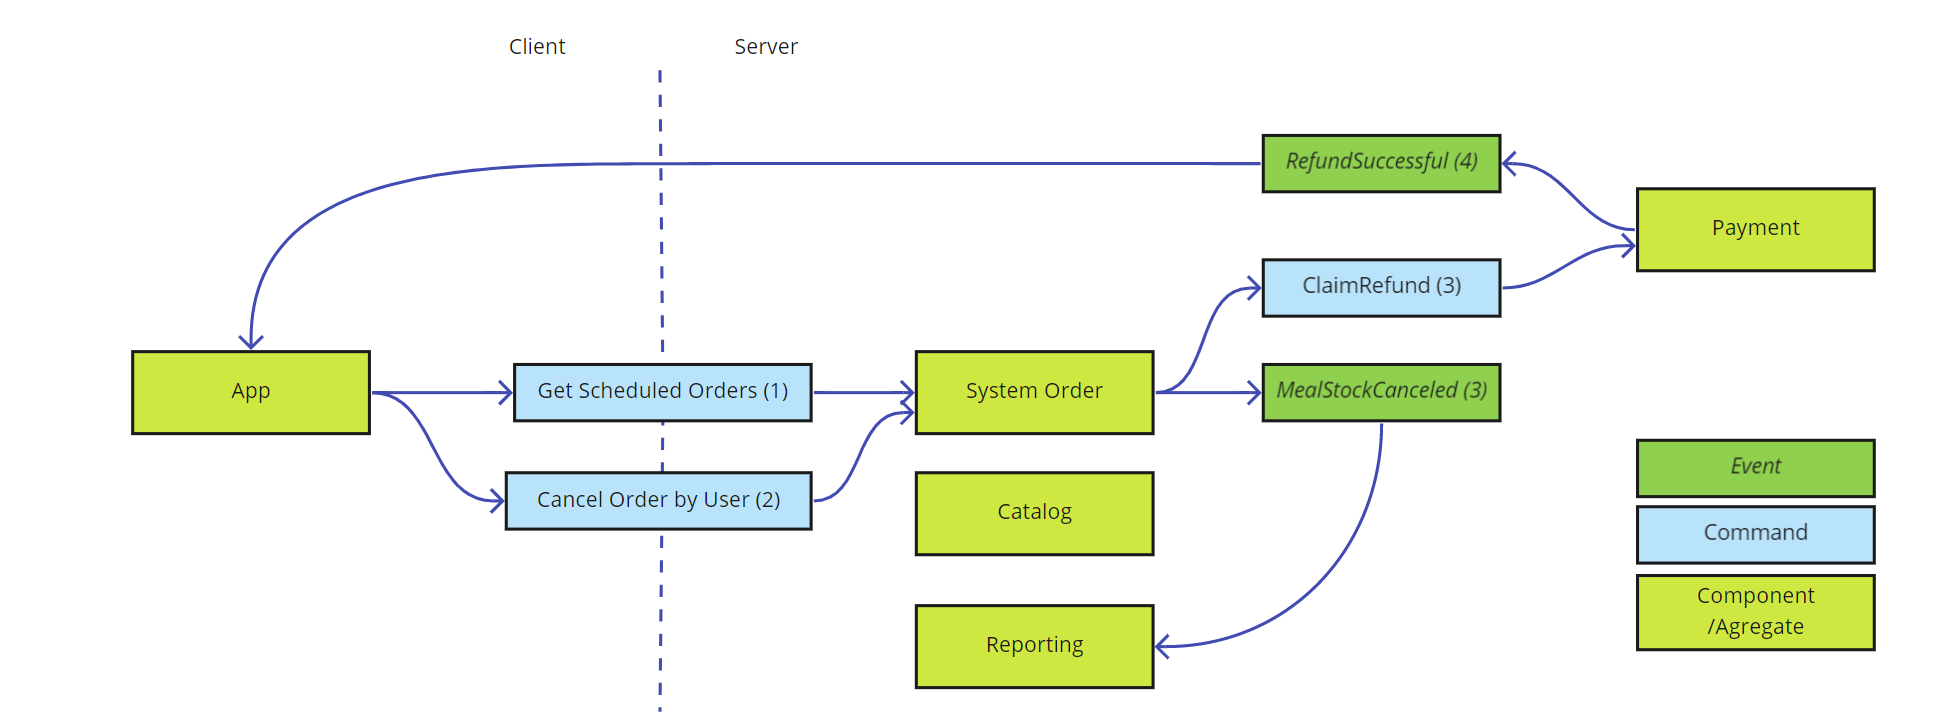 Client
Server
RefundSuccessful (4)
Payment
ClaimRefund (3)
App
Get Scheduled Orders (1)
System Order
MealStockCanceled (3)
Cancel Order by User (2)
Catalog
Reporting
Event
Command
Component
/Agregate